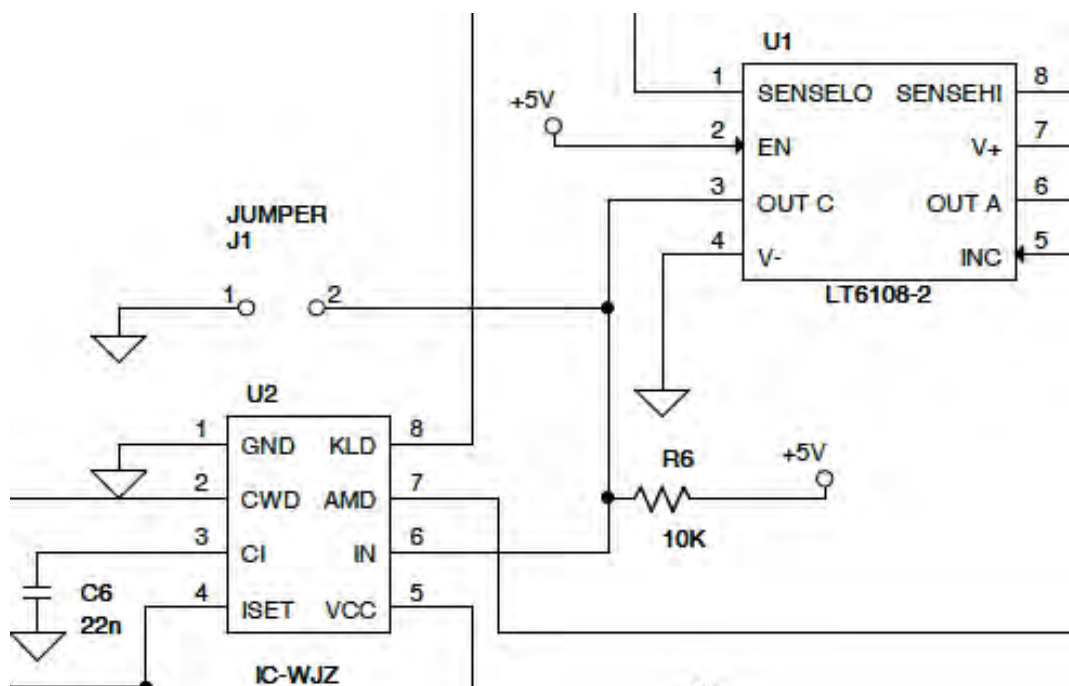 U1
1
SENSELO
SENSEHI
8
+5V
2
EN
V+
7
3
OUT C
OUT A
6
4
V-
INC
5
LT6108-2
JUMPER
J1
1
2
U2
1
GND
KLD
8
2
CWD
AMD
7
3
CI
IN
6
4
ISET
VCC
5
IC-WJZ
C6
22n
R6
10K
+5V